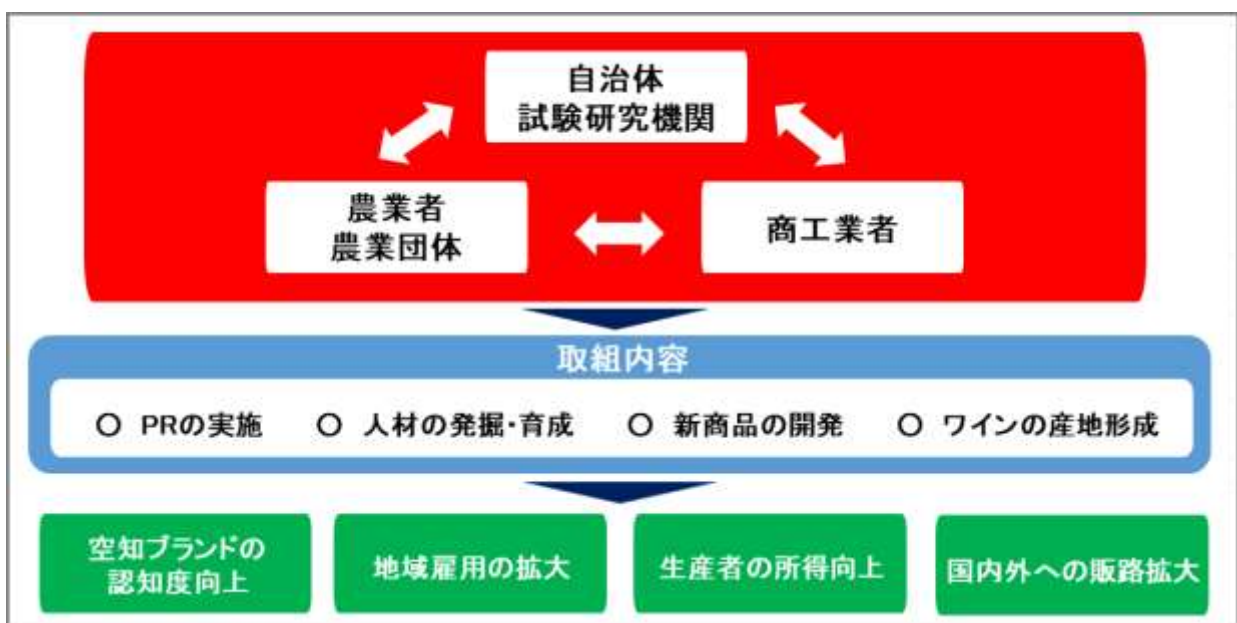 自治体
試験研究機関
農業者
農業団体
商工業者
取組内容
○ PRの実施 ○ 人材の発掘・育成 ○ 新商品の開発 ○ ワインの産地形成
空知ブランドの
認知度向上
地域雇用の拡大
生産者の所得向上
国内外への販路拡大